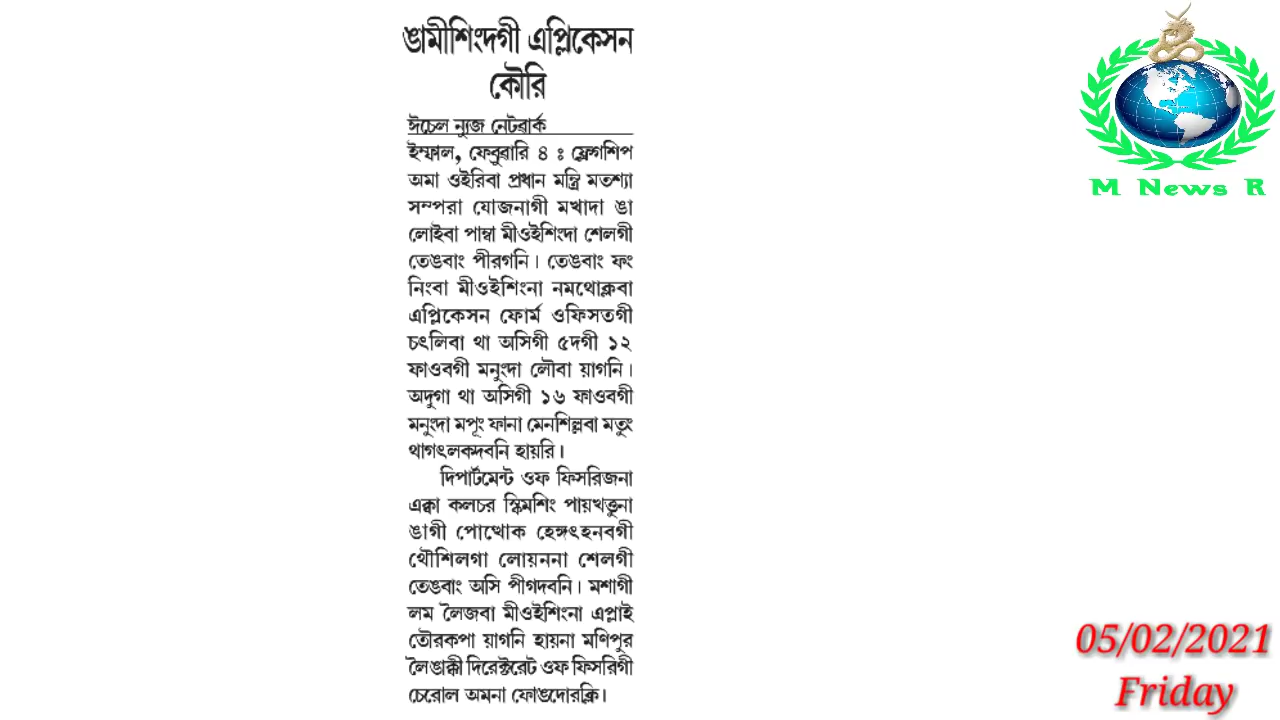 ঙামীশিংদগী এপ্লিকেসন
কৌরি
ঈচেল ন্যুজ নেটৱার্ক
ইম্ফাল, ফেব্রুৱারি ৪ ঃ ফ্লেগশিপ
অমা ওইরিবা প্রধান মন্ত্রি মতশ্যা
সম্পরা যোজনাগী মখাদা ঙা
লোইবা পাম্বা মীওইশিংদা শেলগী
তেঙবাং পীরগনি। তেঙবাং ফং
নিংবা মীওইশিংনা নমথোক্লবা
এপ্লিকেসন ফোর্ম ওফিসতগী
চৎলিবা থা অসিগী ৫দগী ১২
ফাওবগী মনুংদা লৌবা য়াগনি।
অদুগা থা অসিগী ১৬ ফাওবগী
মনুংদা মপূং ফানা মেনশিল্লবা মতুং
থাগৎলকদবনি হায়রি।
দিপার্টমেন্ট ওফ ফিসরিজনা
এক্বা কলচর স্কিমশিং পায়খত্তুনা
ঙাগী পোত্থোক হেঙ্গৎহনবগী
থৌশিলগা লোয়ননা শেলগী
তেঙবাং অসি পীগদবনি। মশাগী
লম লৈজবা মীওইশিংনা এপ্লাই
তৌরকপা য়াগনি হায়না মণিপুর
লৈঙাক্কী দিরেক্টরেট ওফ ফিসরিগী
চেরোল অমনা ফোঙদোরক্লি।
M News R
05/02/2021
Friday